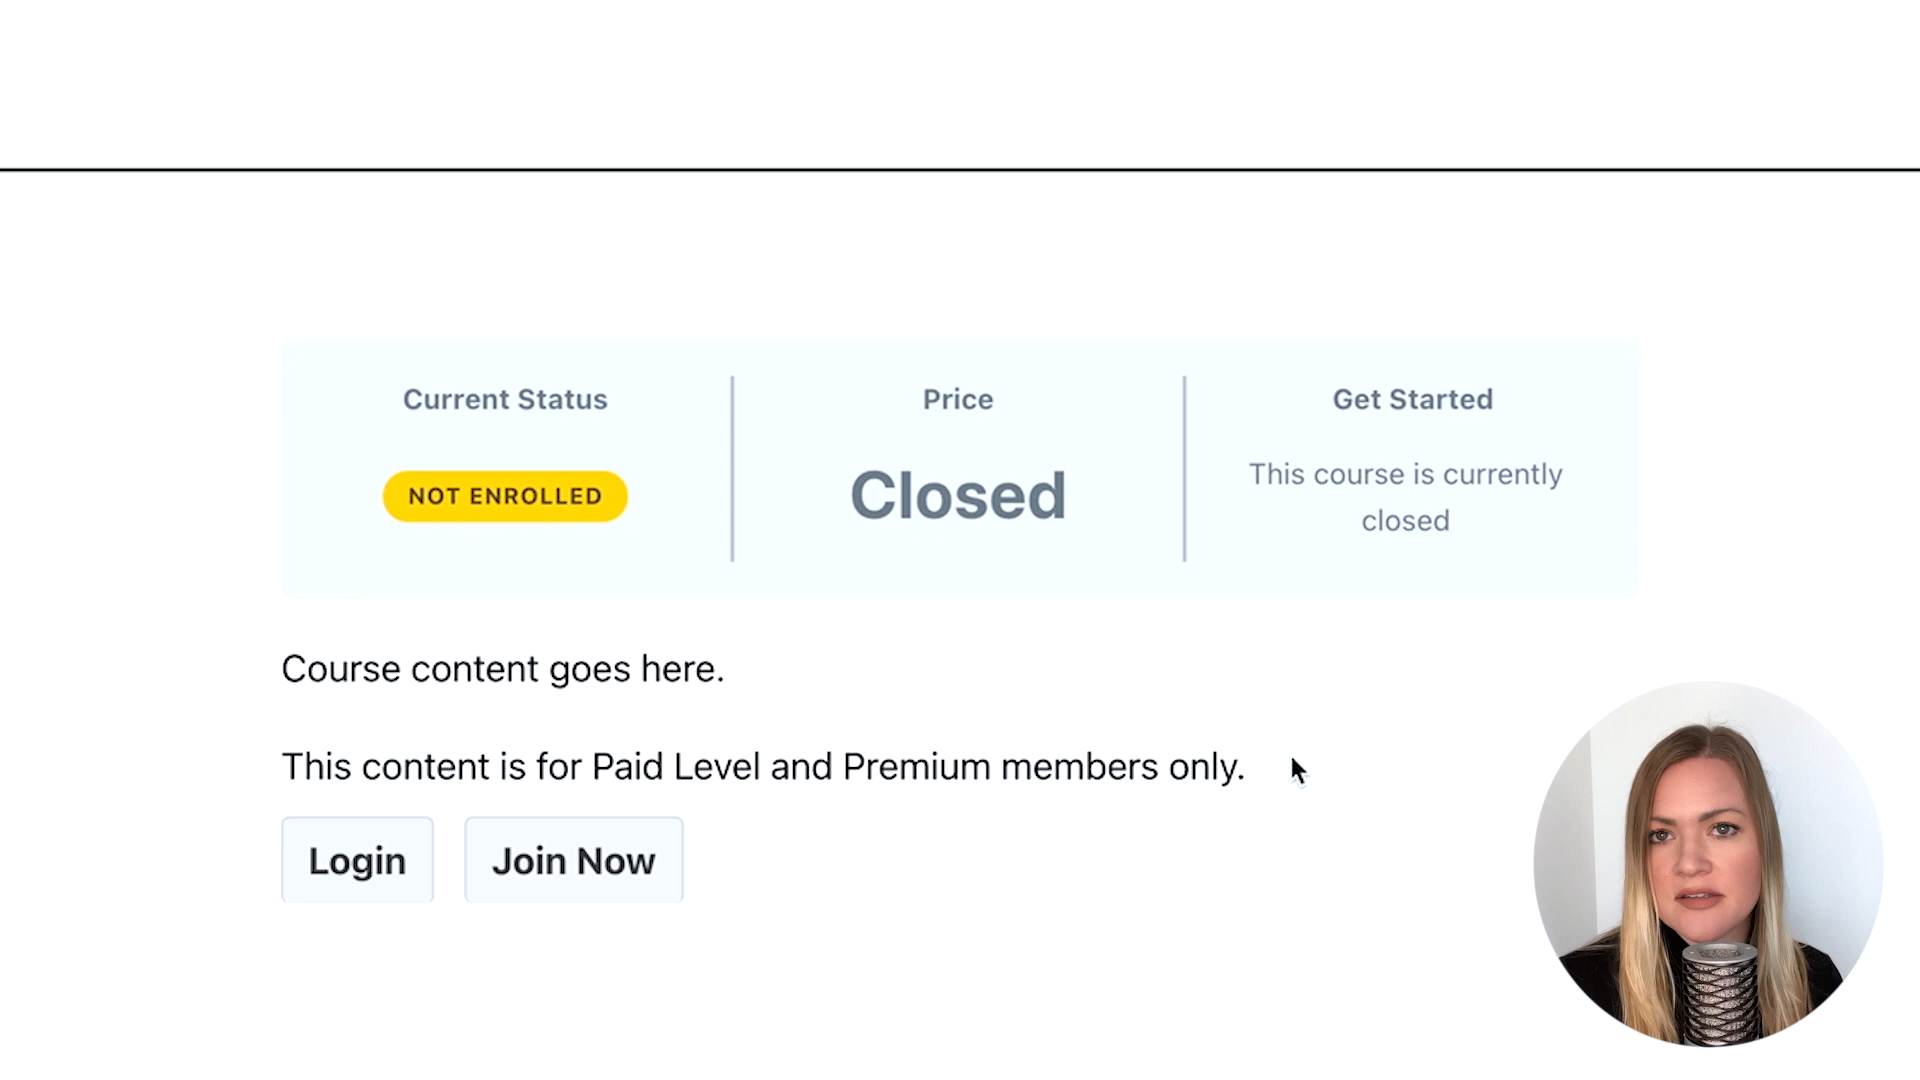 Current Status
Price
Get Started
NOT ENROLLED
Closed
This course is currently
closed
Course content goes here.
This content is for Paid Level and Premium members only.
Login
Join Now